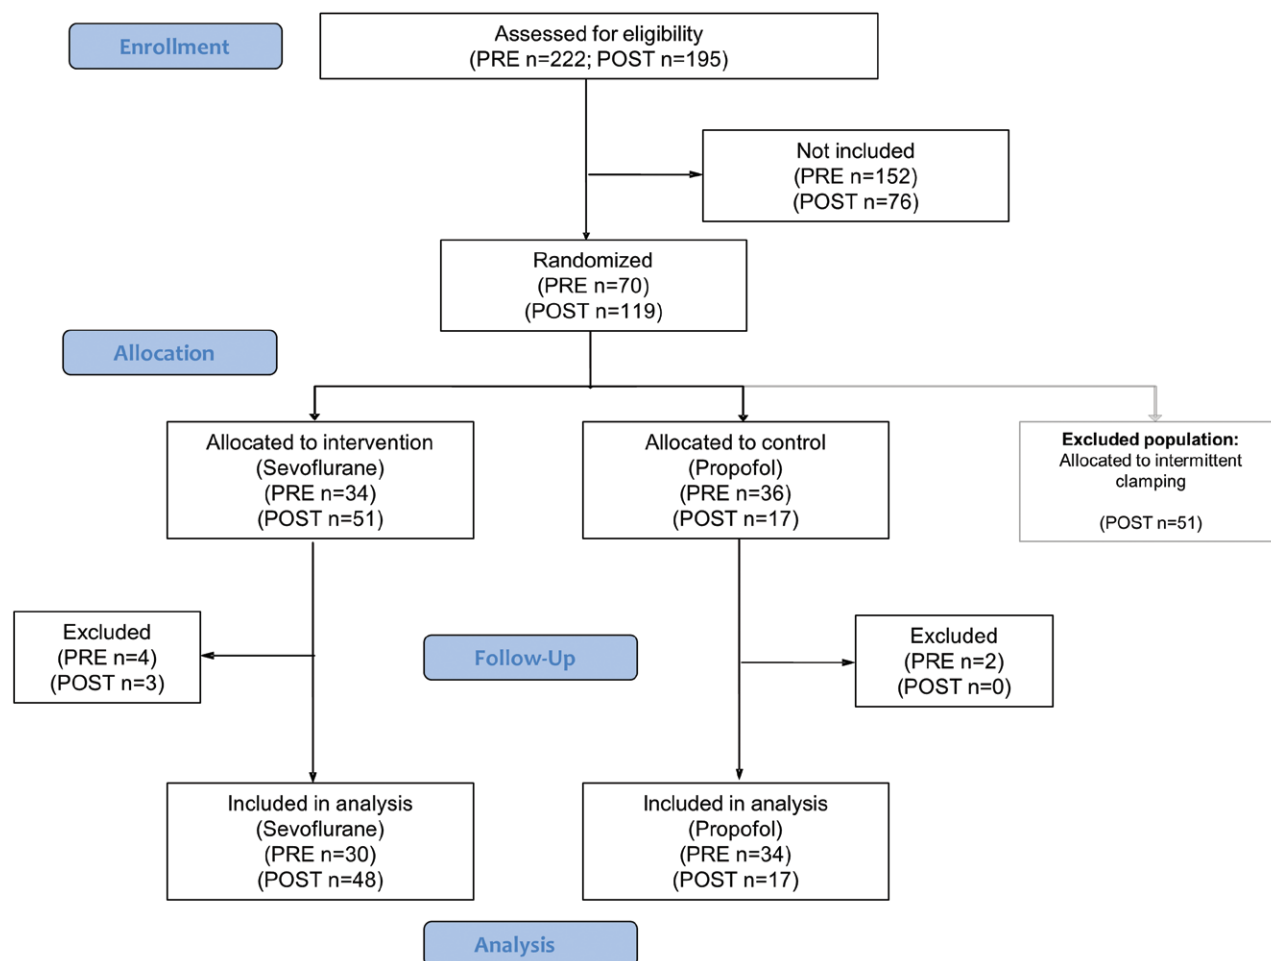 Enrollment
Assessed for eligibility
(PRE n=222; POST n=195)
Not included
(PRE n=152)
(POST n=76)
Randomized
(PRE n=70)
(POST n=119)
Allocation
Allocated to intervention
(Sevoflurane)
(PRE n=34)
(POST n=51)
Allocated to control
(Propofol)
(PRE n=36)
(POST n=17)
Excluded population:
Allocated to intermittent
clamping
(POST n=51)
Excluded
(PRE n=4)
(POST n=3)
Follow-Up
Excluded
(PRE n=2)
(POST n=0)
Included in analysis
(Sevoflurane)
(PRE n=30)
(POST n=48)
Included in analysis
(Propofol)
(PRE n=34)
(POST n=17)
Analysis